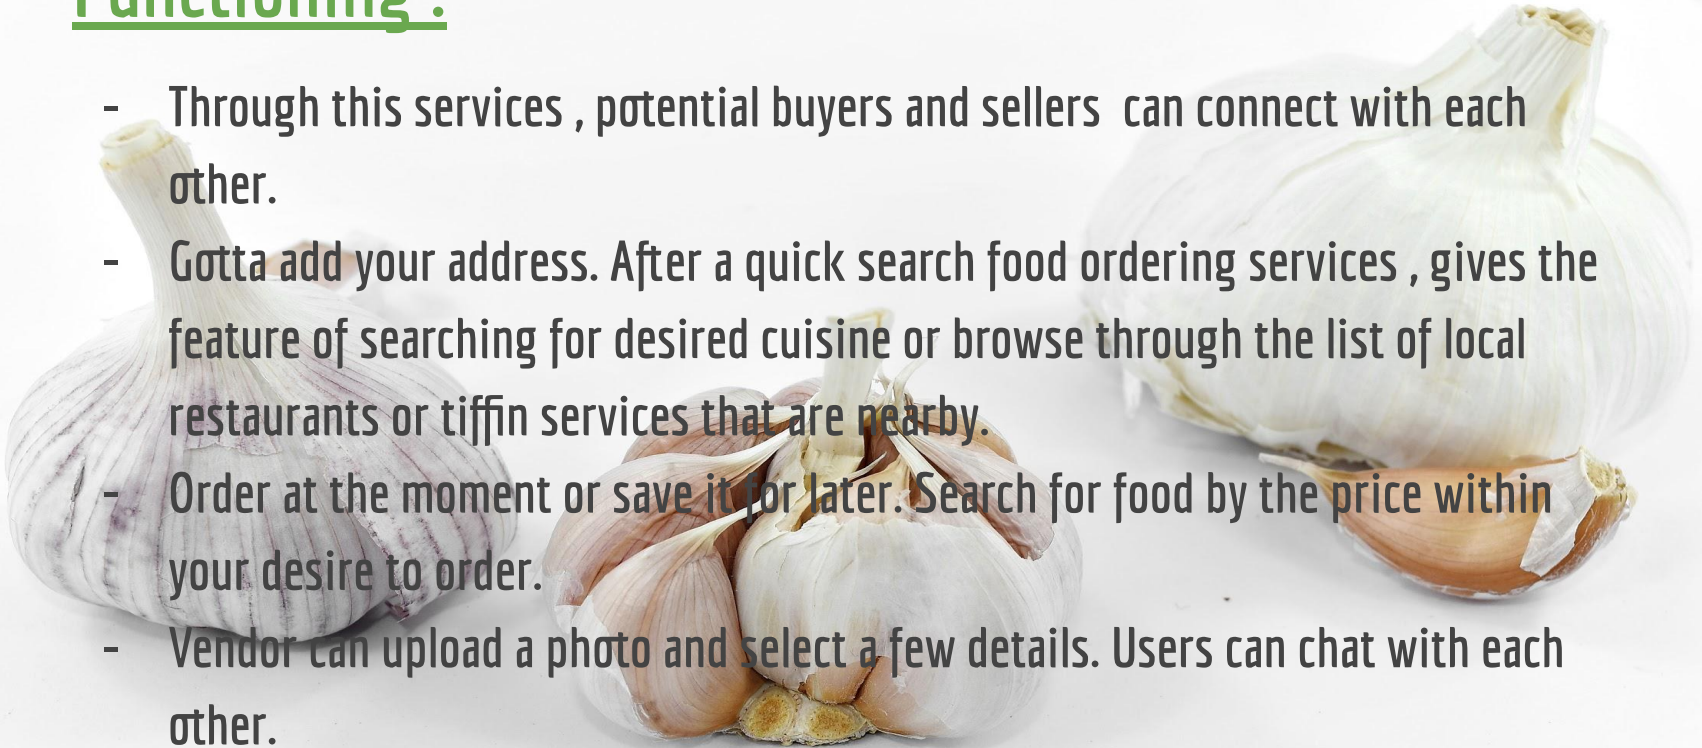 Functioning :
- Through this services , potential buyers and sellers  can connect with each
other.
- Gotta add your address. After a quick search food ordering services , gives the
feature of searching for desired cuisine or browse through the list of local
restaurants or tiffin services that are nearby.
- Order at the moment or save it for later. Search for food by the price within
your desire to order.
- Vendor can upload a photo and select a few details. Users can chat with each
other.